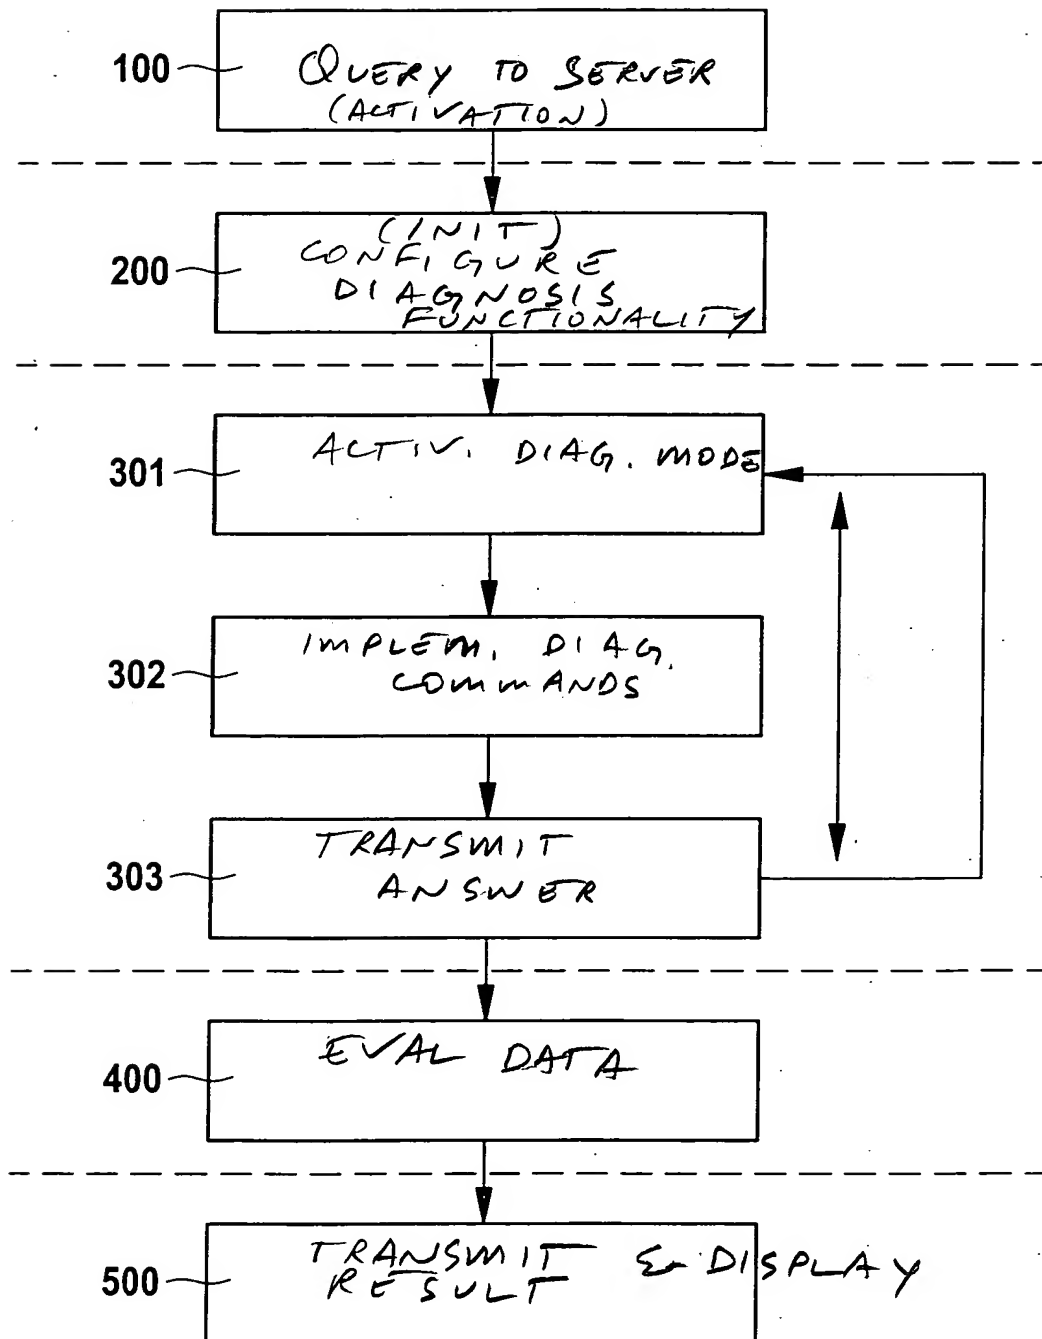 100
QUERY TO SERVER
(ACTIVATION)
200
(INIT)
CONFIGURE
DIAGNOSIS
FUNCTIONALITY
301
ACTIV. DIAG. MODE
302
IMPLEM. DIAG.
COMMANDS
303
TRANSMIT
ANSWER
400
EVAL DATA
500
TRANSMIT & DISPLAY
RESULT